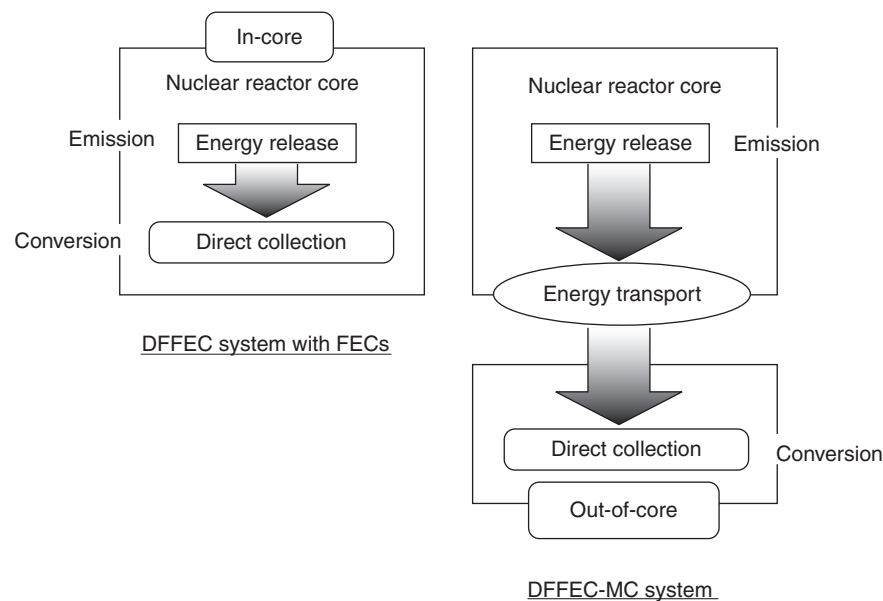 In-core
Nuclear reactor core
Emission
Energy release
Conversion
Direct collection
DFFEC system with FECs
Nuclear reactor core
Energy release
Emission
Energy transport
Direct collection
Conversion
Out-of-core
DFFEC-MC system